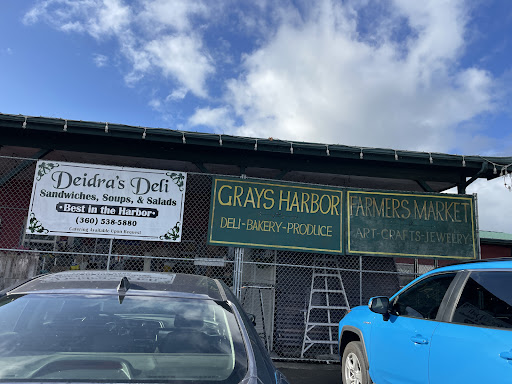 Deidra's Deli
Sandwiches, Soups, & Salads
• Best in the Harbor •
(360) 538-5880
Catering Available Upon Request
GRAYS HARBOR
DELI - BAKERY - PRODUCE
FARMERS MARKET
ART - CRAFTS - JEWELRY